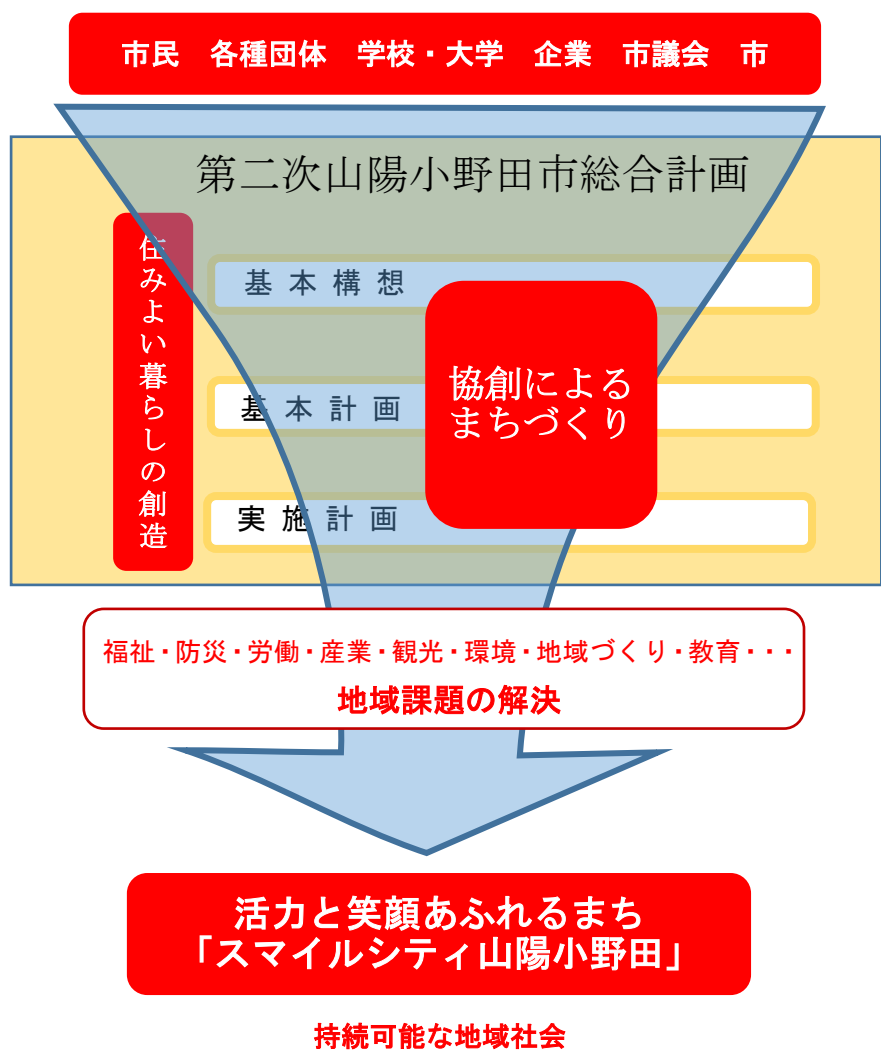 市民　各種団体　学校・大学　企業　市議会　市
第二次山陽小野田市総合計画
住みよい暮らしの創造
基本構想
協創による
まちづくり
基本計画
実施計画
福祉・防災・労働・産業・観光・環境・地域づくり・教育・・・
地域課題の解決
活力と笑顔あふれるまち
「スマイルシティ山陽小野田」
持続可能な地域社会